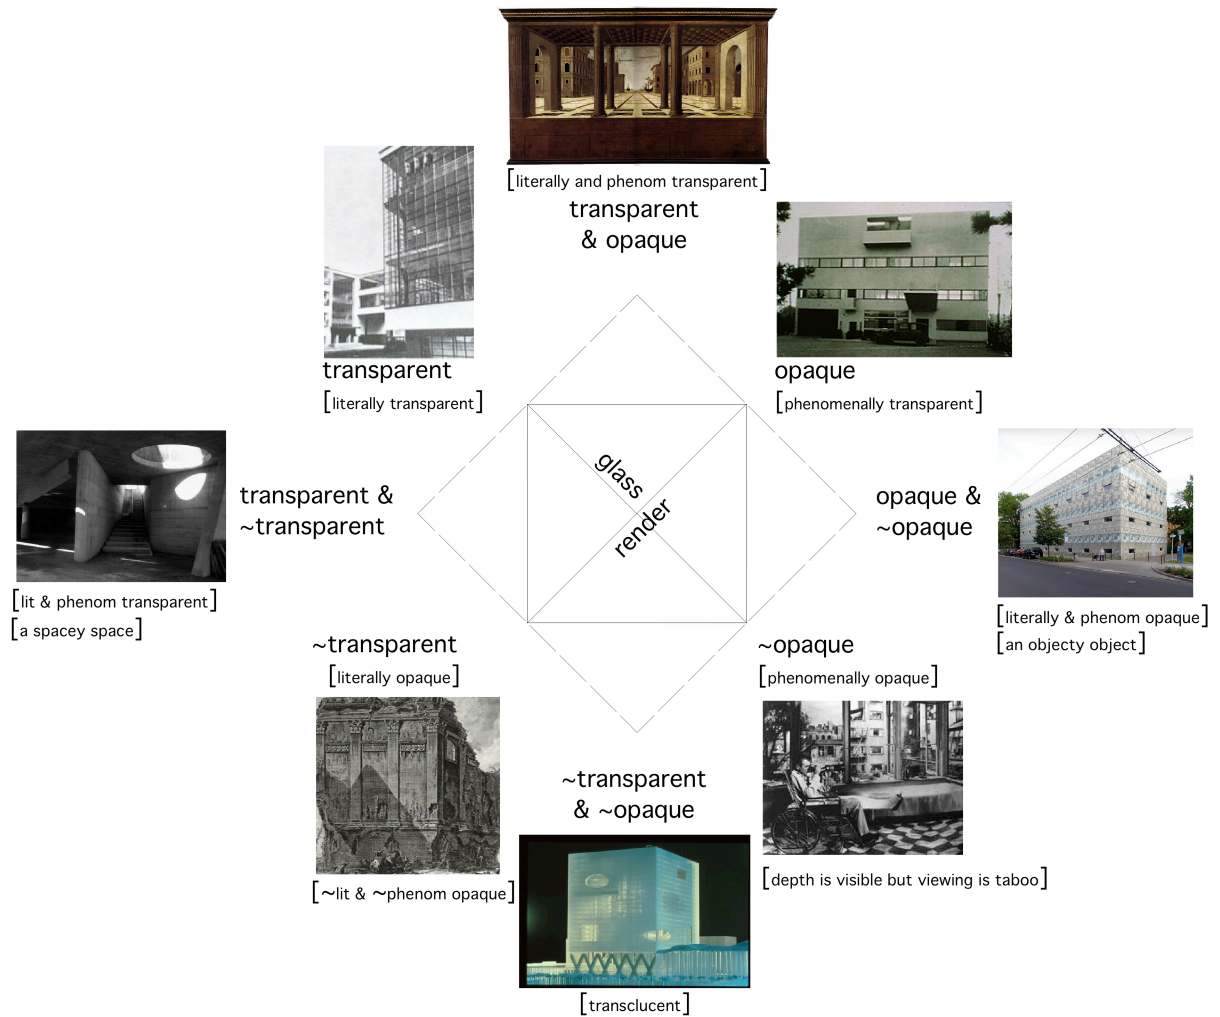 [literally and phenom transparent]
transparent
& opaque
transparent
[literally transparent]
opaque
[phenomenally transparent]
glass
render
transparent &
~transparent
[lit & phenom transparent]
[a spacey space]
opaque &
~opaque
[literally & phenom opaque]
[an objecty object]
~transparent
[literally opaque]
[~lit & ~phenom opaque]
~opaque
[phenomenally opaque]
[depth is visible but viewing is taboo]
~transparent
& ~opaque
[transclucent]